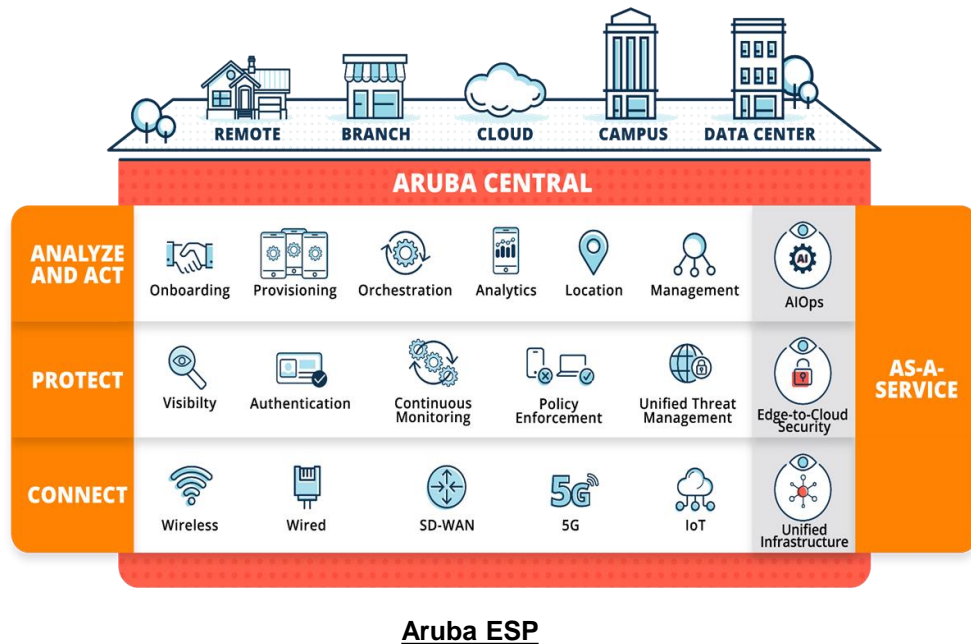 REMOTE BRANCH CLOUD CAMPUS DATA CENTER
ARUBA CENTRAL
ANALYZE
AND ACT
Onboarding Provisioning Orchestration Analytics Location Management
AI
AIOps
PROTECT
Visibilty Authentication Continuous
Monitoring
Policy
Enforcement
Unified Threat
Management
Edge-to-Cloud
Security
AS-A-
SERVICE
CONNECT
5G
Wireless Wired SD-WAN 5G IoT
Unified
Infrastructure
Aruba ESP